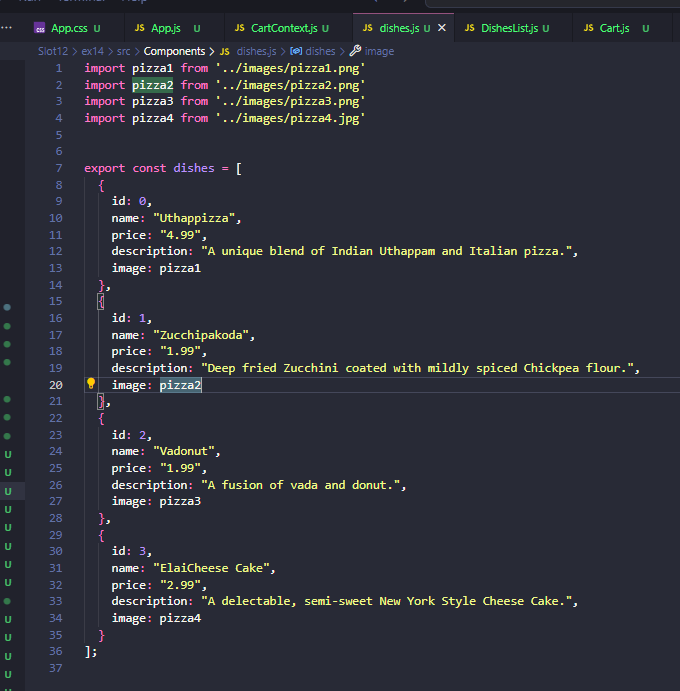 App.css U JS App.js U JS CartContext.js U JS dishes.js U × JS DishesList.js U JS Cart.js U
Slot12 > ex14 > src > Components > JS dishes.js > dishes > image
1 import pizza1 from '../images/pizza1.png'
2 import pizza2 from '../images/pizza2.png'
3 import pizza3 from '../images/pizza3.png'
4 import pizza4 from '../images/pizza4.jpg'
5
6
7 export const dishes = [
8 {
9 id: 0,
10 name: "Uthappizza",
11 price: "4.99",
12 description: "A unique blend of Indian Uthappam and Italian pizza.",
13 image: pizza1
14 },
15 {
16 id: 1,
17 name: "Zucchipakoda",
18 price: "1.99",
19 description: "Deep fried Zucchini coated with mildly spiced Chickpea flour.",
20 image: pizza2
21 },
22 {
23 id: 2,
24 name: "Vadonut",
25 price: "1.99",
26 description: "A fusion of vada and donut.",
27 image: pizza3
28 },
29 {
30 id: 3,
31 name: "ElaiCheese Cake",
32 price: "2.99",
33 description: "A delectable, semi-sweet New York Style Cheese Cake.",
34 image: pizza4
35 }
36 ];
37
U
U
U
U
U
U
U
U
U
U
U
U